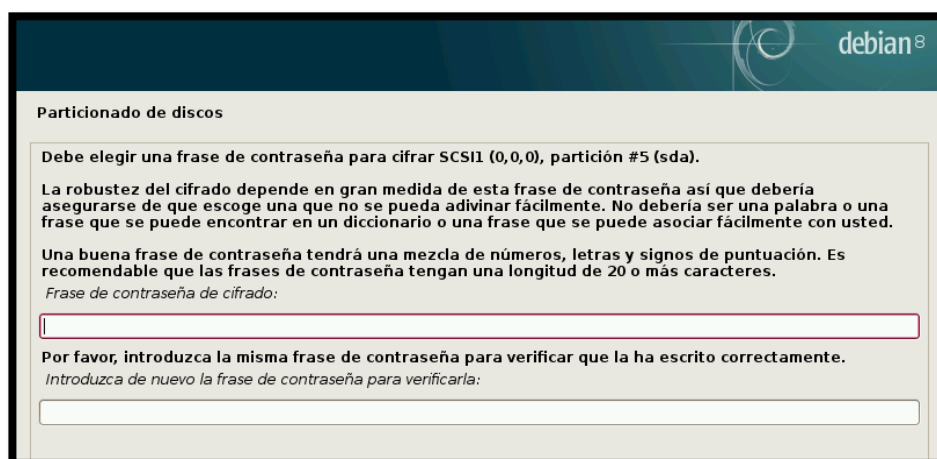 debian 8
Particionado de discos
Debe elegir una frase de contraseña para cifrar SCSI1 (0,0,0), partición #5 (sda).
La robustez del cifrado depende en gran medida de esta frase de contraseña así que debería
asegurarse de que escoge una que no se pueda adivinar fácilmente. No debería ser una palabra o una
frase que se puede encontrar en un diccionario o una frase que se puede asociar fácilmente con usted.
Una buena frase de contraseña tendrá una mezcla de números, letras y signos de puntuación. Es
recomendable que las frases de contraseña tengan una longitud de 20 o más caracteres.
Frase de contraseña de cifrado:
Por favor, introduzca la misma frase de contraseña para verificar que la ha escrito correctamente.
Introduzca de nuevo la frase de contraseña para verificarla: